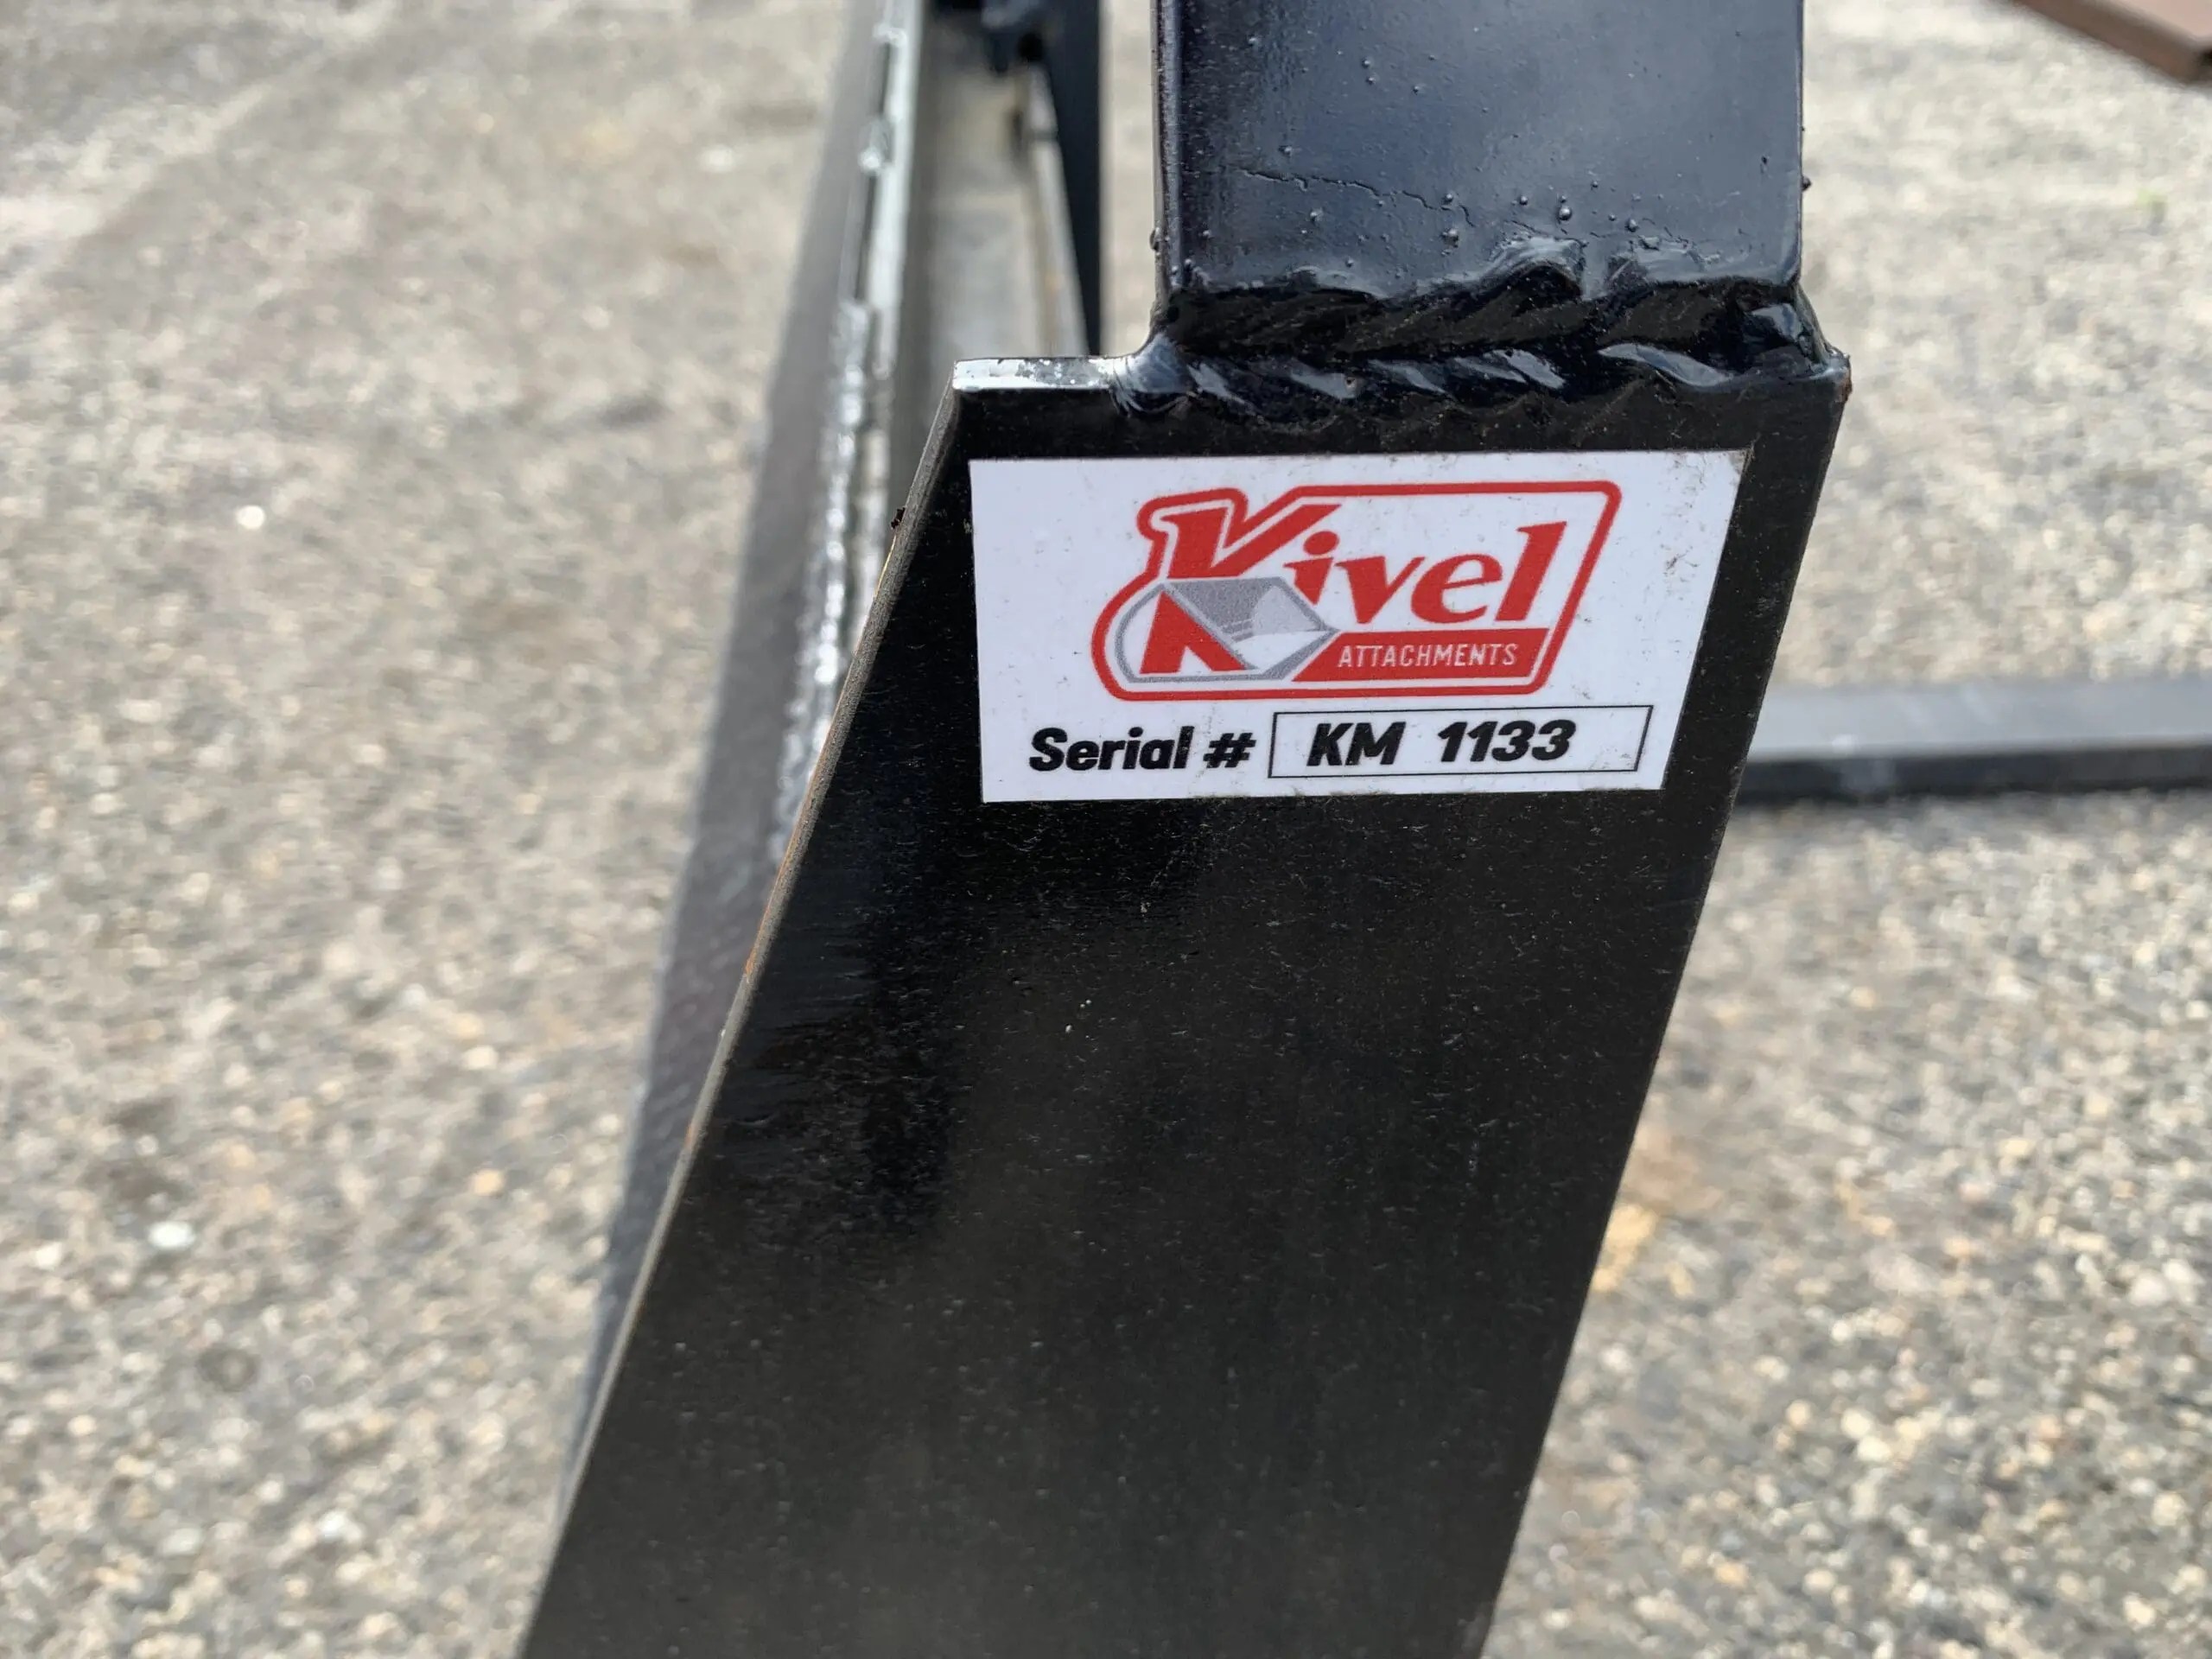 Kivel
ATTACHMENTS
Serial # KM 1133